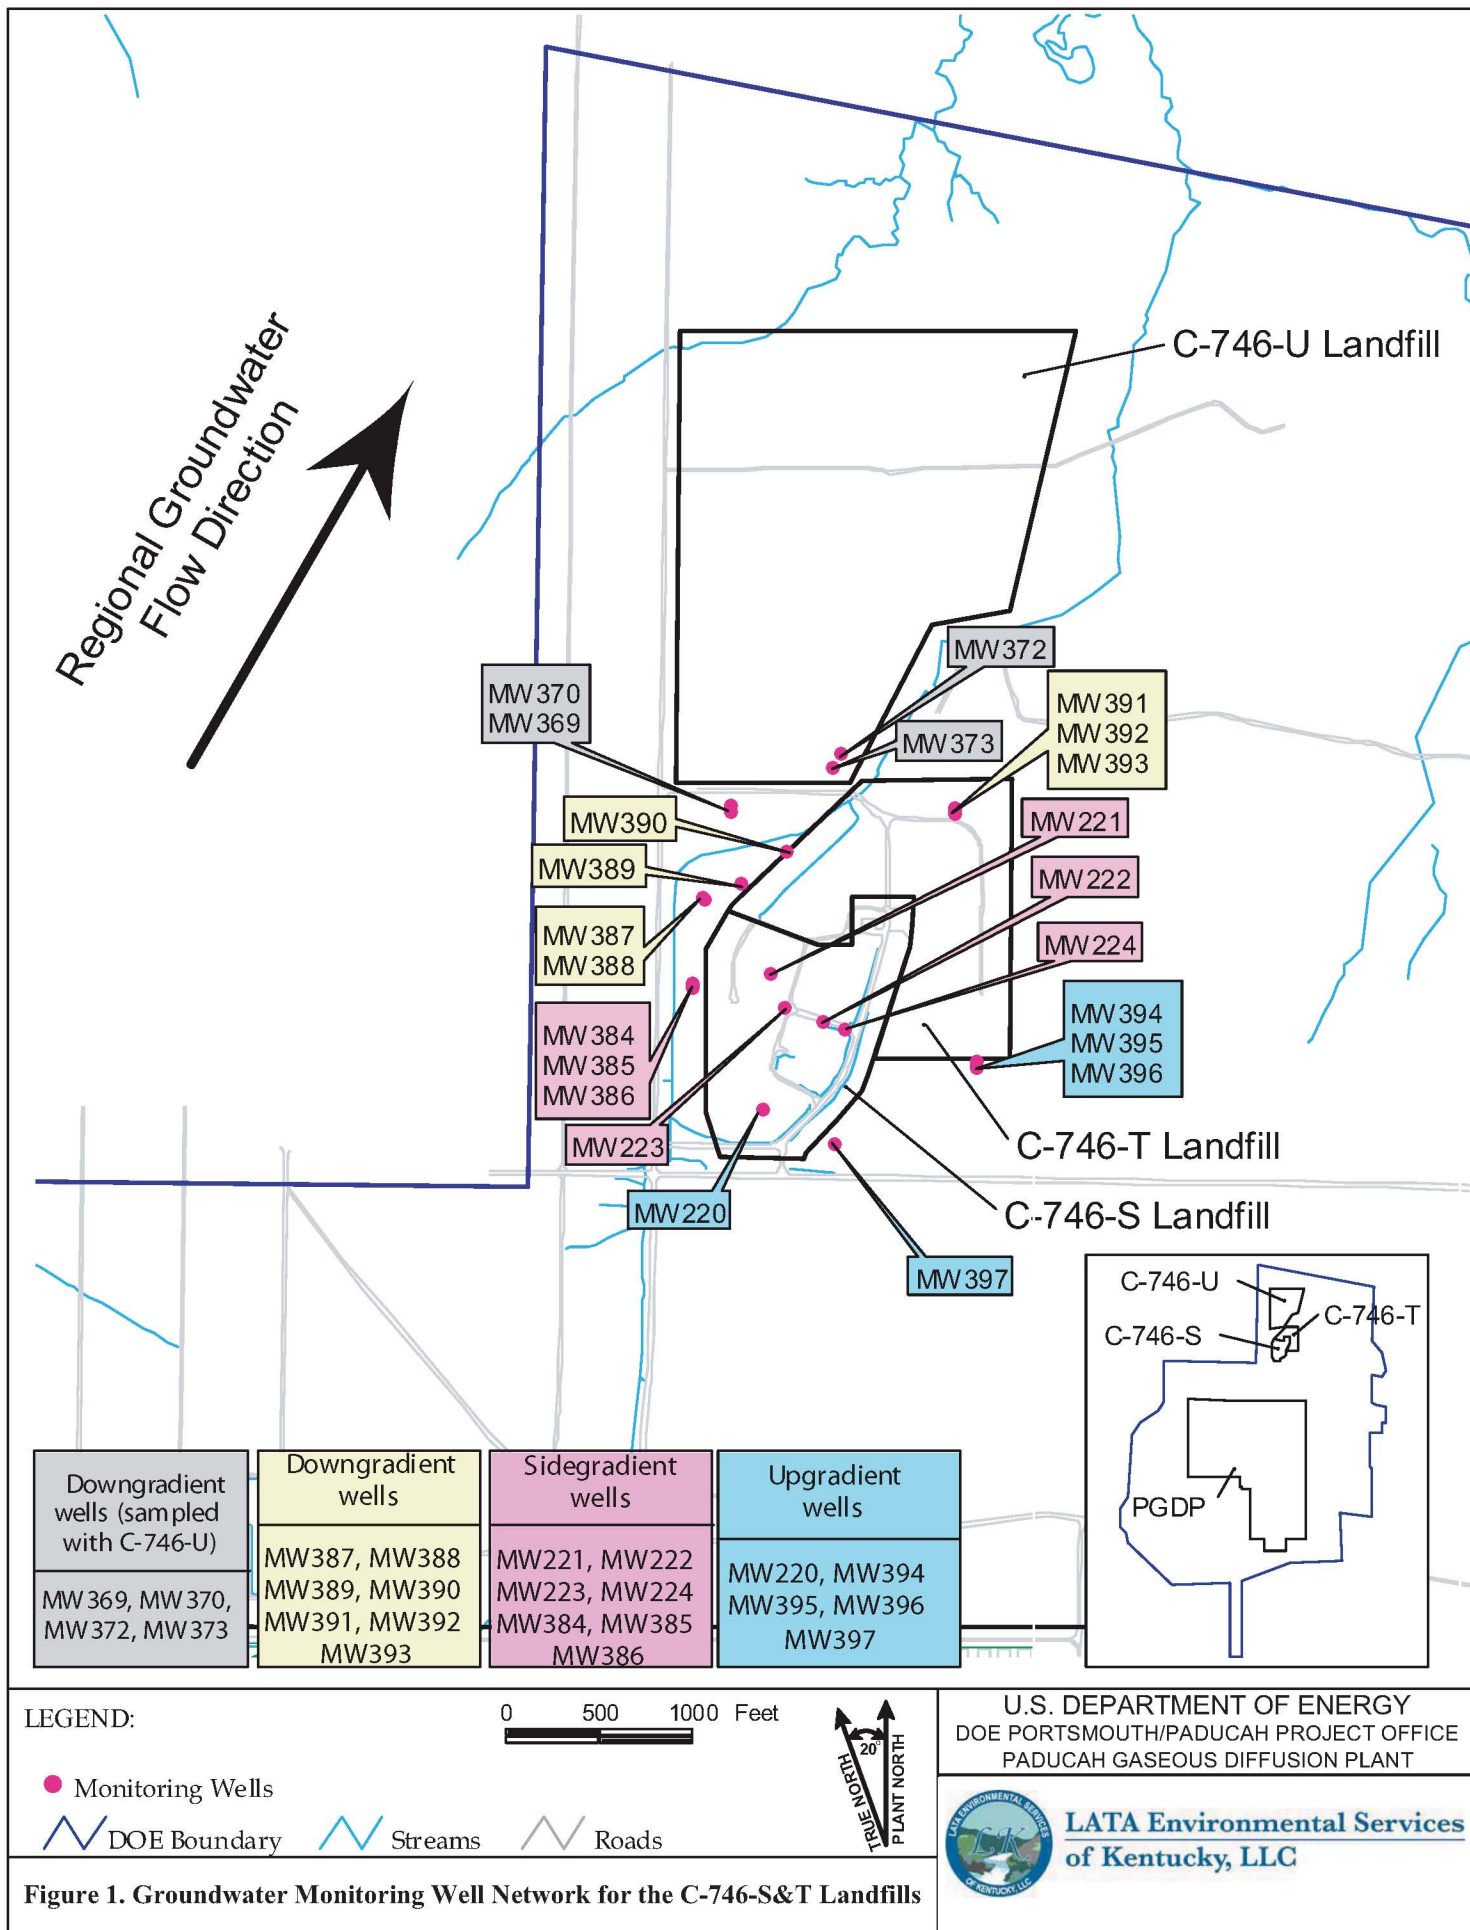 C-746-U Landfill
Regional Groundwater
Flow Direction
MW372
MW370
MW369
MW373
MW391
MW392
MW393
MW390
MW221
MW389
MW222
MW387
MW388
MW224
MW384
MW385
MW386
MW394
MW395
MW396
MW223
C-746-T Landfill
MW220
C-746-S Landfill
MW397
C-746-U
C-746-T
C-746-S
PGDP
Downgradient
wells (sampled
with C-746-U)
MW369, MW370,
MW372, MW373
Downgradient
wells
MW387, MW388
MW389, MW390
MW391, MW392
MW393
Sidegradient
wells
MW221, MW222
MW223, MW224
MW384, MW385
MW386
Upgradient
wells
MW220, MW394
MW395, MW396
MW397
LEGEND:
0 500 1000 Feet
Monitoring Wells
DOE Boundary Streams Roads
20°
TRUE NORTH
PLANT NORTH
U.S. DEPARTMENT OF ENERGY
DOE PORTSMOUTH/PADUCAH PROJECT OFFICE
PADUCAH GASEOUS DIFFUSION PLANT
LATA ENVIRONMENTAL SERVICES
L.K.
OF KENTUCKY, LLC
LATA Environmental Services
of Kentucky, LLC
Figure 1. Groundwater Monitoring Well Network for the C-746-S&T Landfills